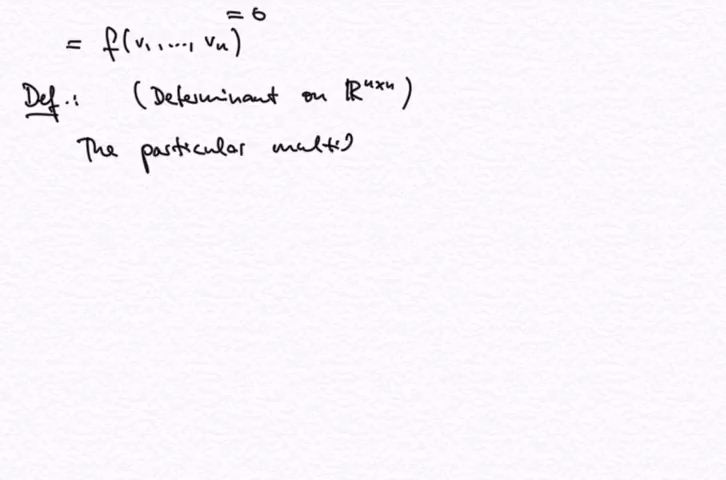 = 0
= f(v₁, ..., vₙ)
Def.: (Determinant on ℝⁿˣⁿ)
The particular multi